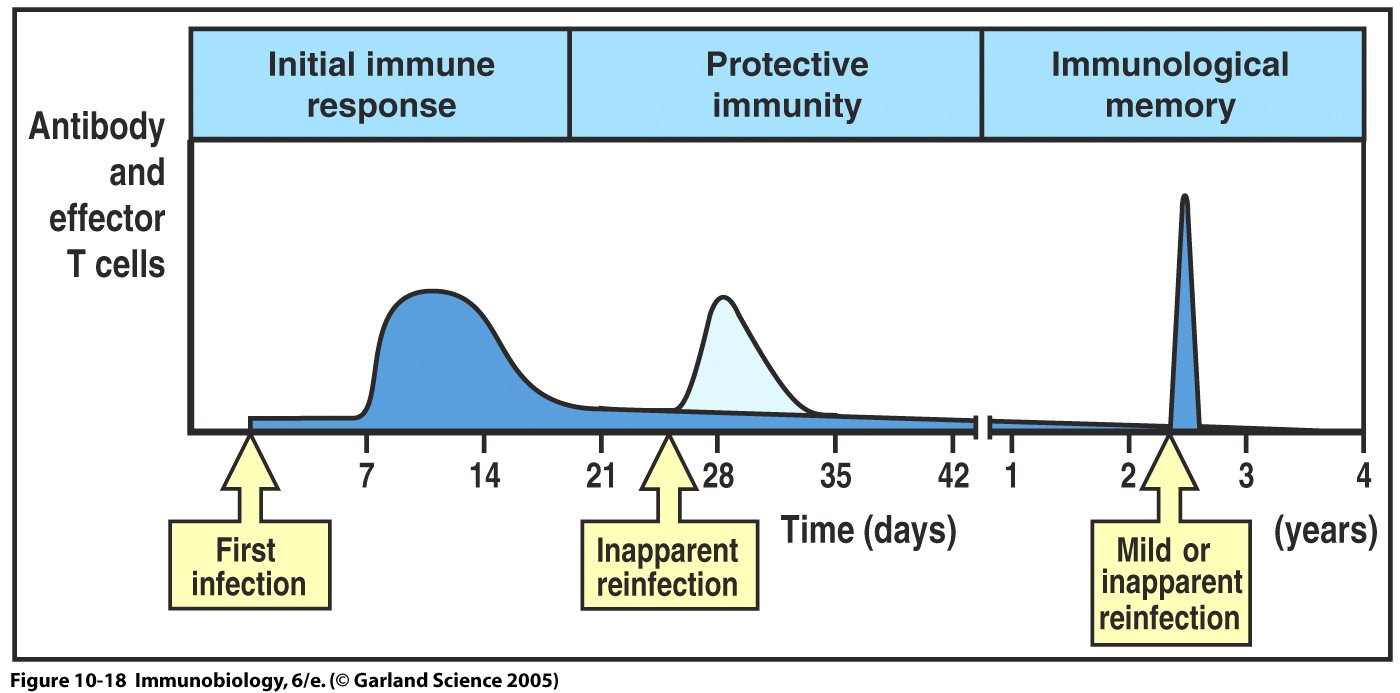 Initial immune
response
Protective
immunity
Immunological
memory
Antibody
and
effector
T cells
7 14 21 28 35 42 1 2 3 4
Time (days) (years)
First
infection
Inapparent
reinfection
Mild or
inapparent
reinfection
Figure 10-18 Immunobiology, 6/e. (© Garland Science 2005)